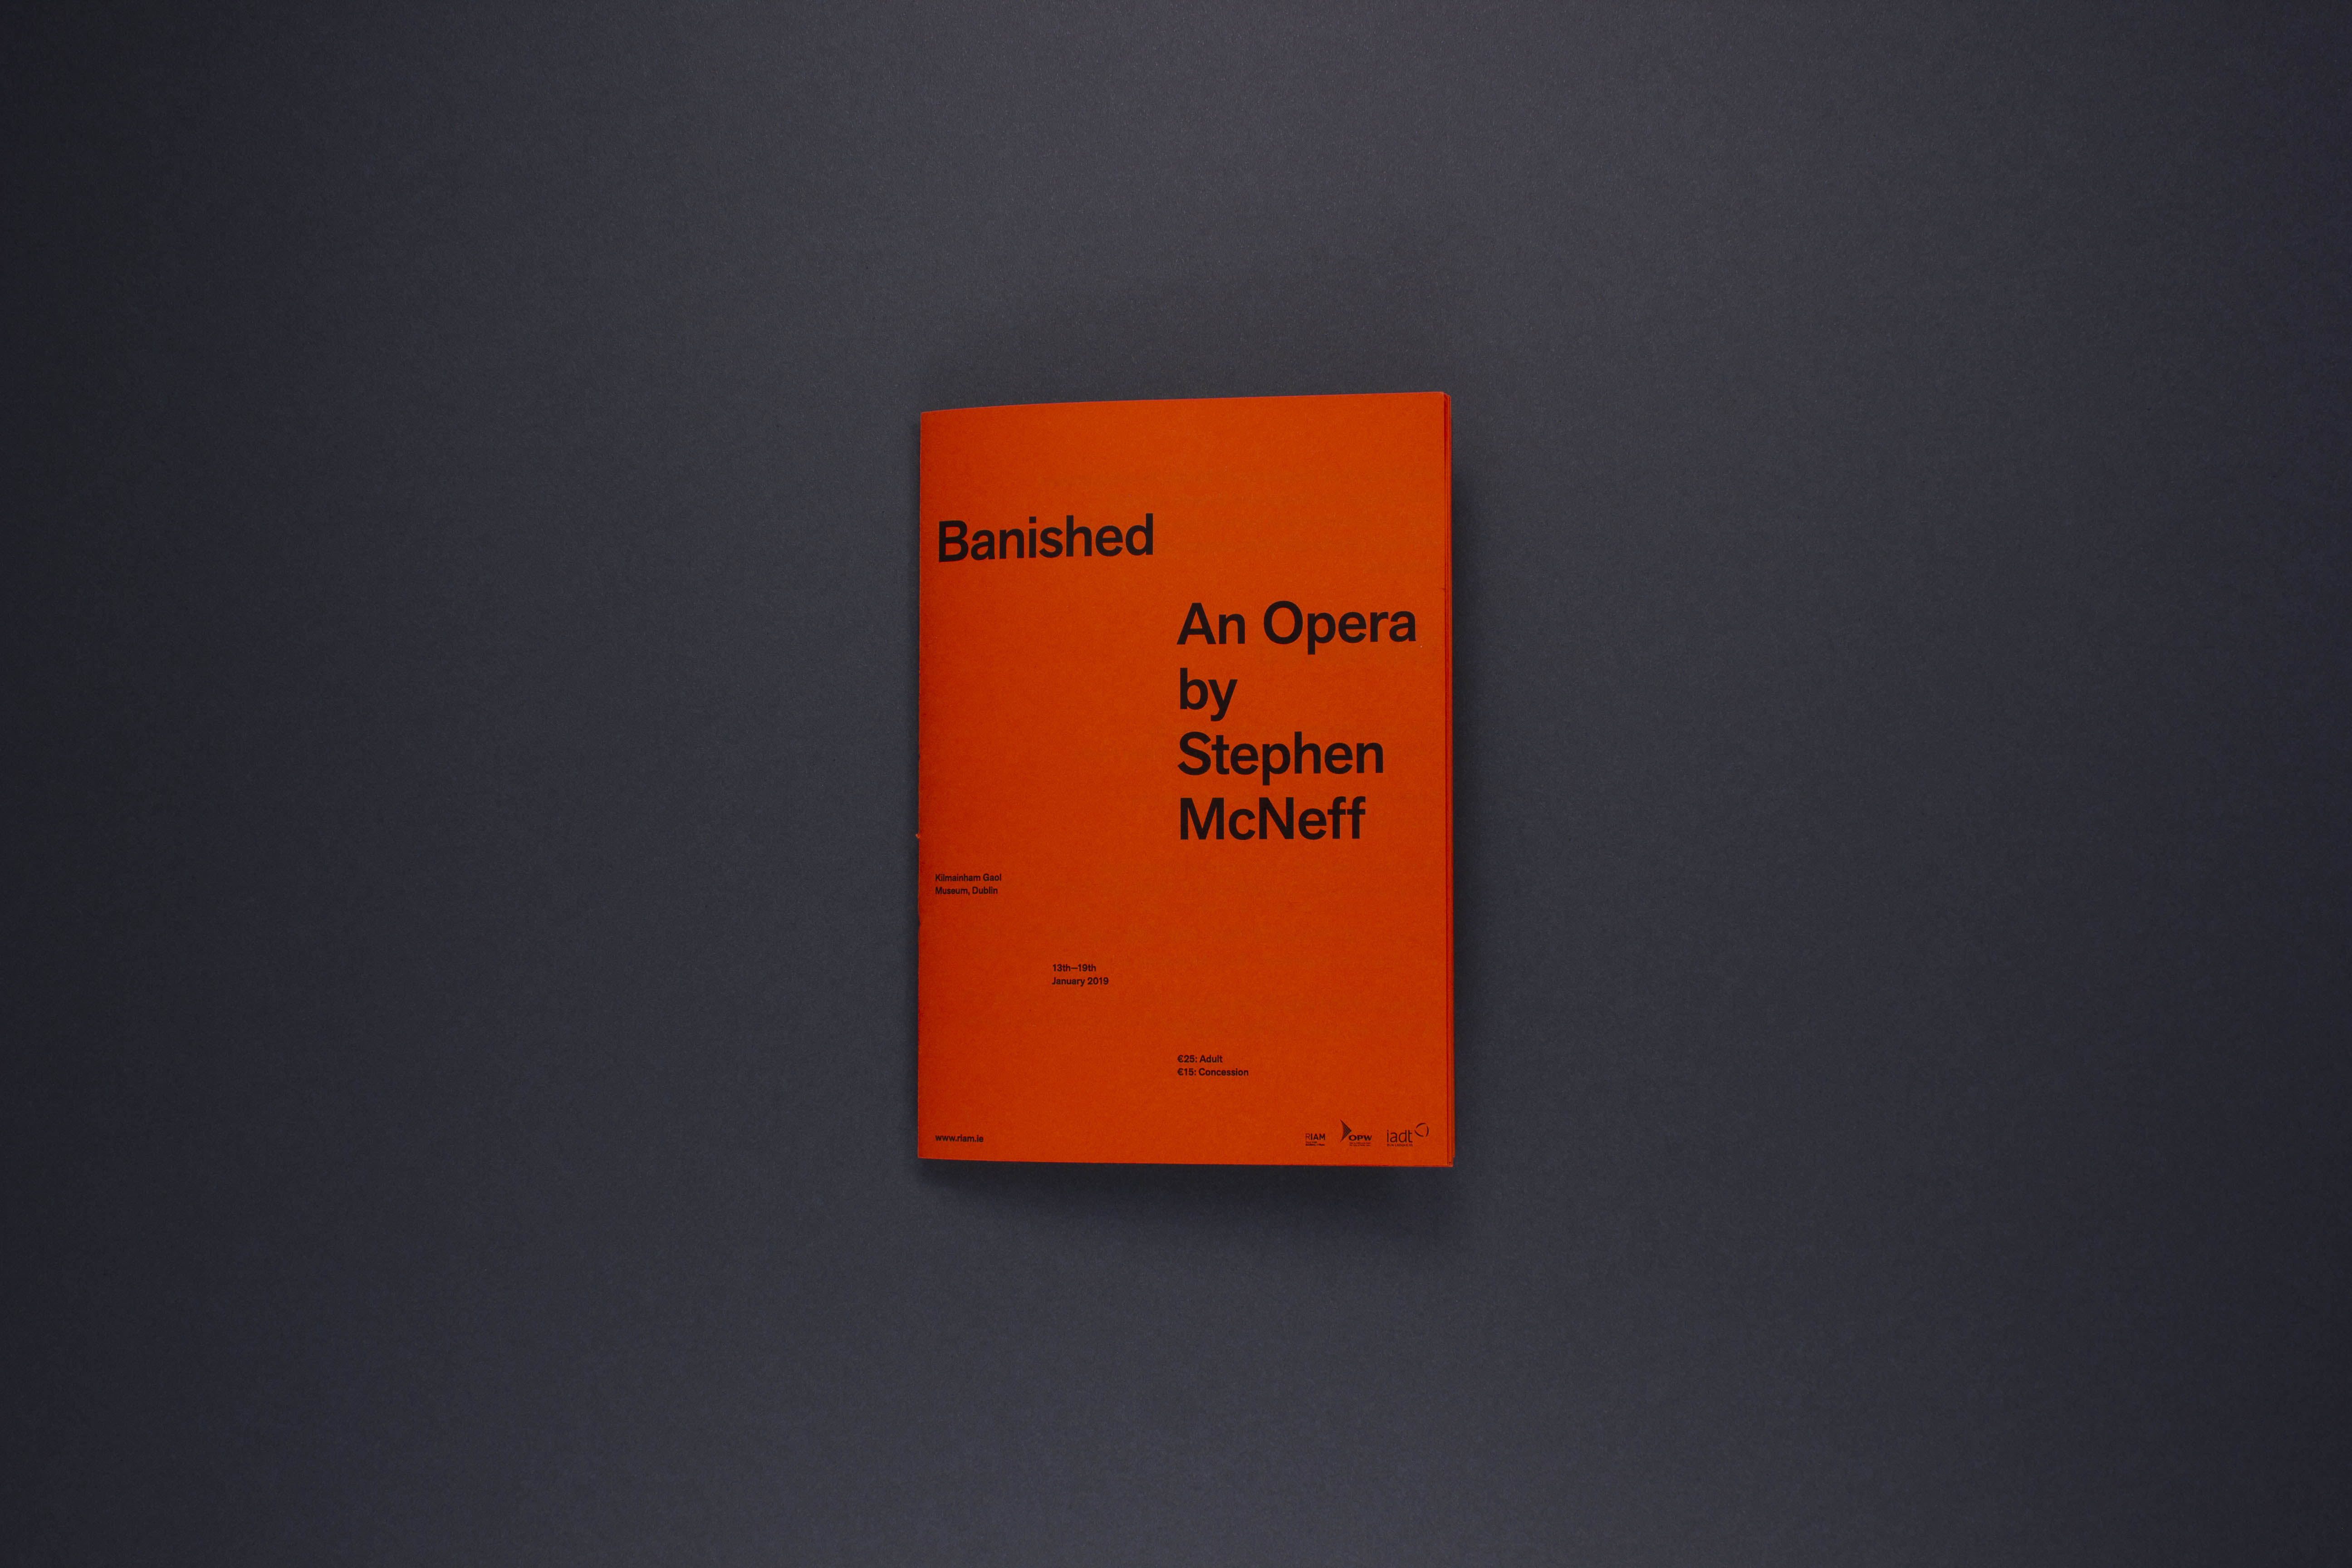 Banished
An Opera
by
Stephen
McNeff
Kilmainham Gaol
Museum, Dublin
13th–19th
January 2019
€25: Adult
€15: Concession
www.riam.ie
RIAM
OPW
iadt